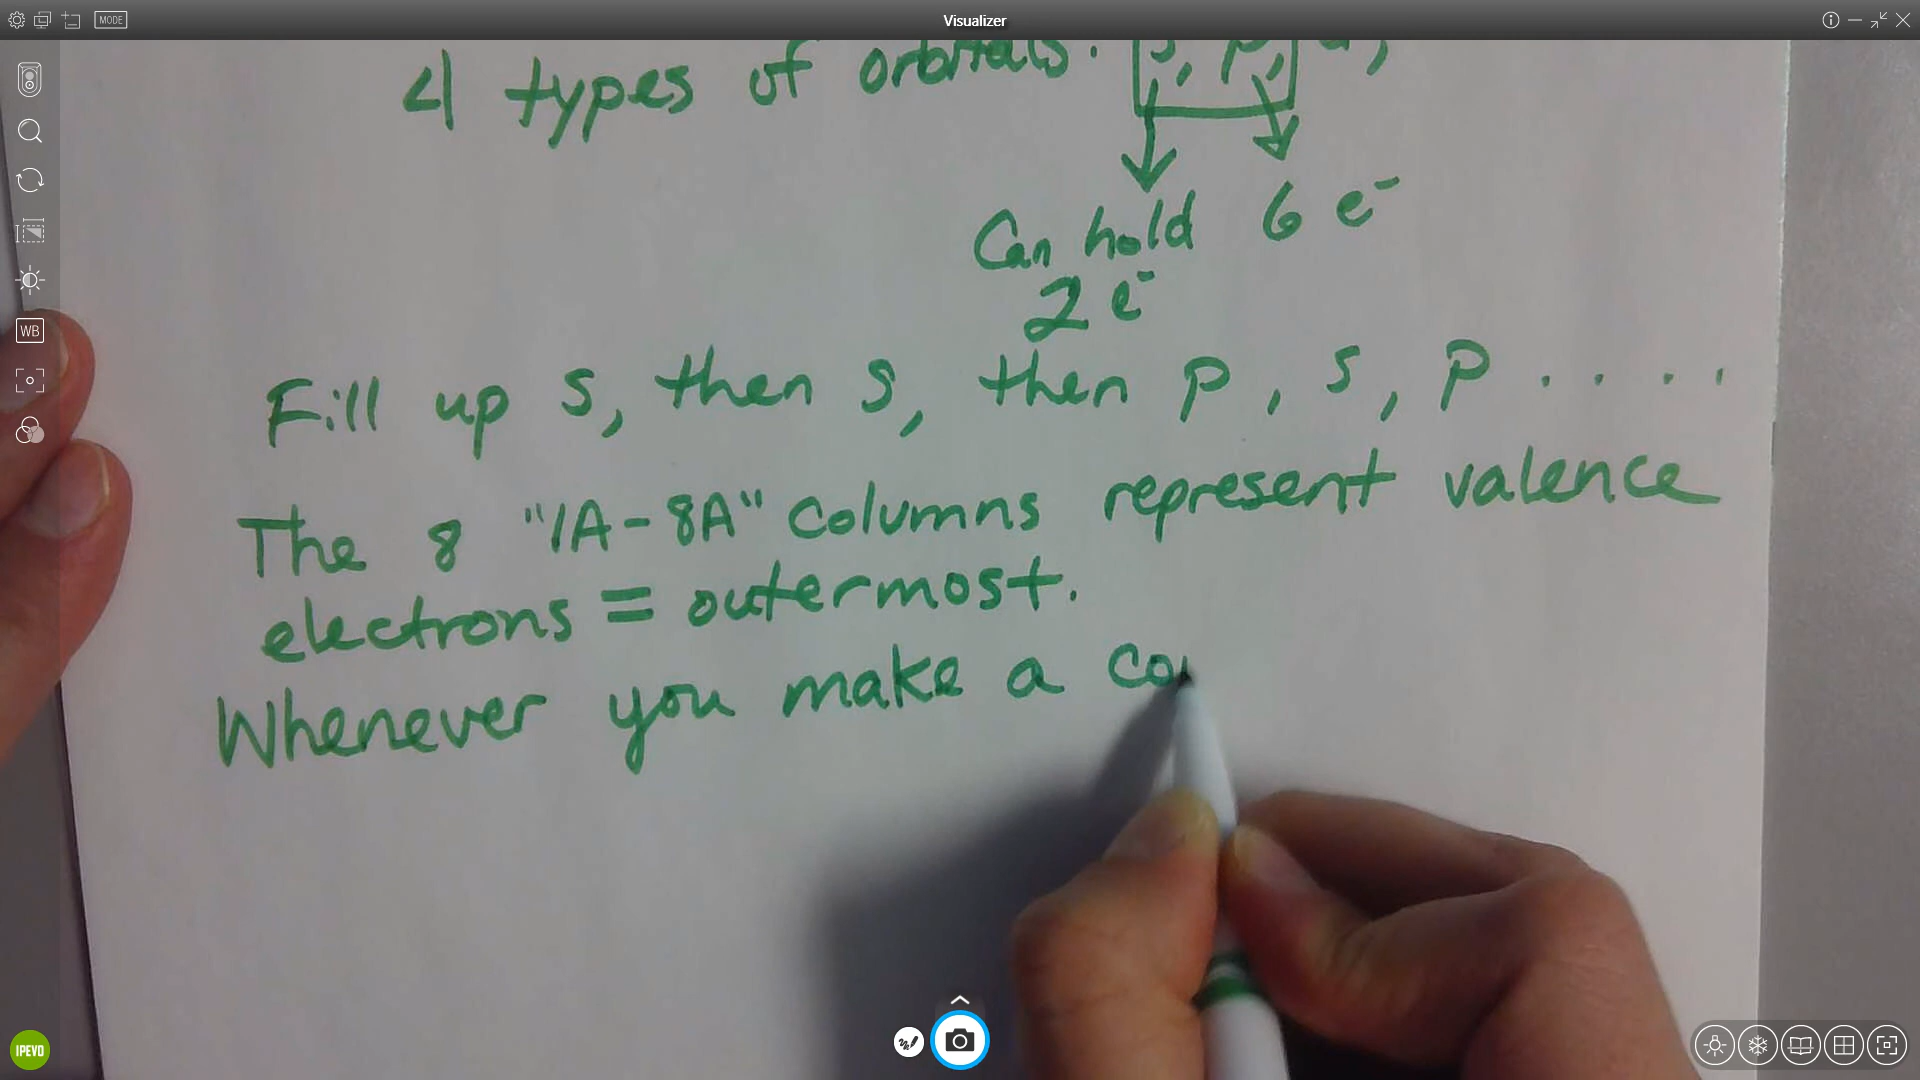 Visualizer
MODE
4 types of orbitals: s, p, d,
Can hold 6 e⁻
2 e⁻
WB
Fill up s, then s, then p, s, p . . . .
The 8 "1A-8A" columns represent valence
electrons = outermost.
Whenever you make a co
IPEVO